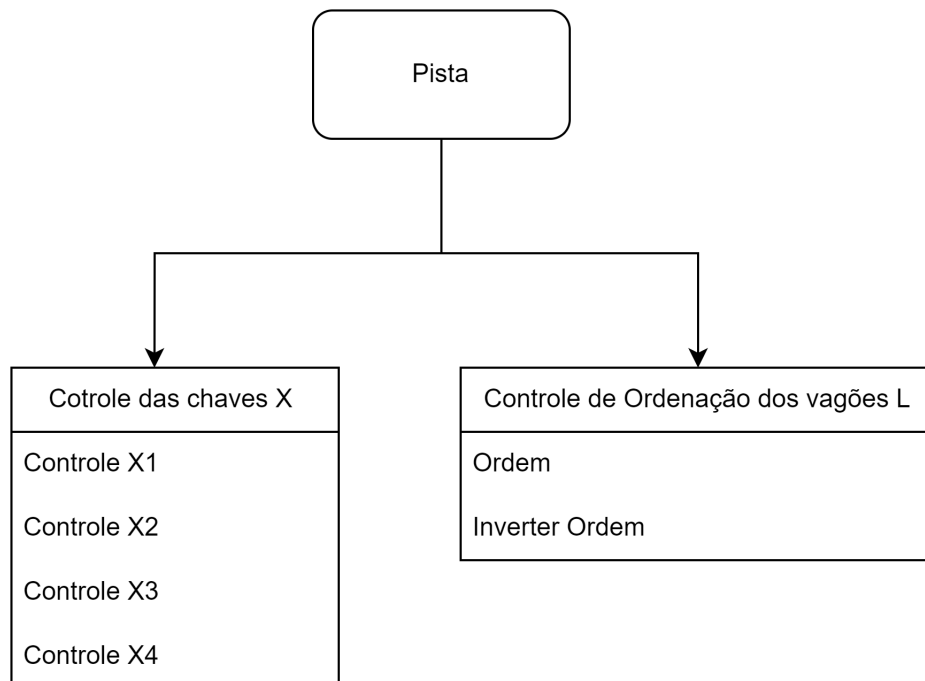 Pista
Cotrole das chaves X
Controle X1
Controle X2
Controle X3
Controle X4
Controle de Ordenação dos vagões L
Ordem
Inverter Ordem